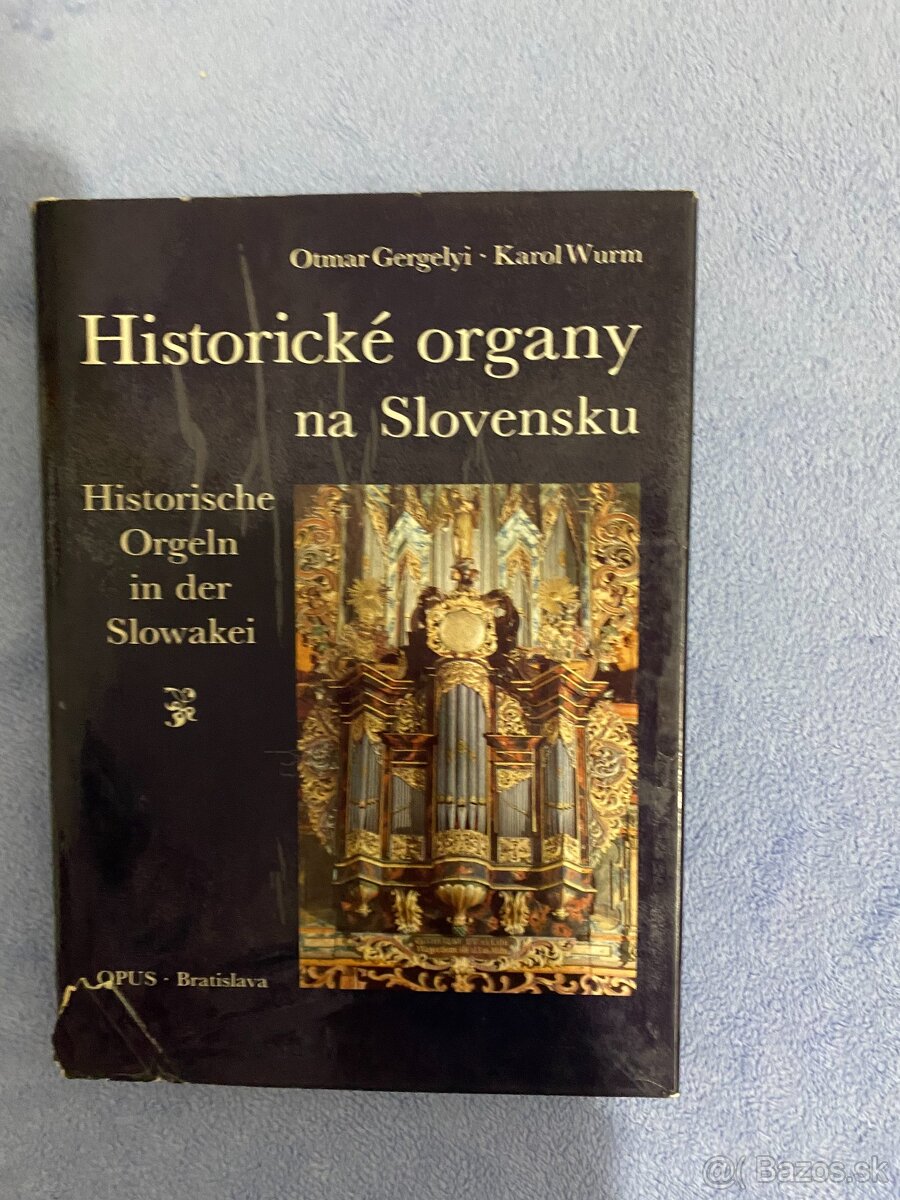 Otmar Gergelyi · Karol Wurm
Historické organy
na Slovensku
Historische
Orgeln
in der
Slowakei
OPUS · Bratislava
@( Bazos.sk